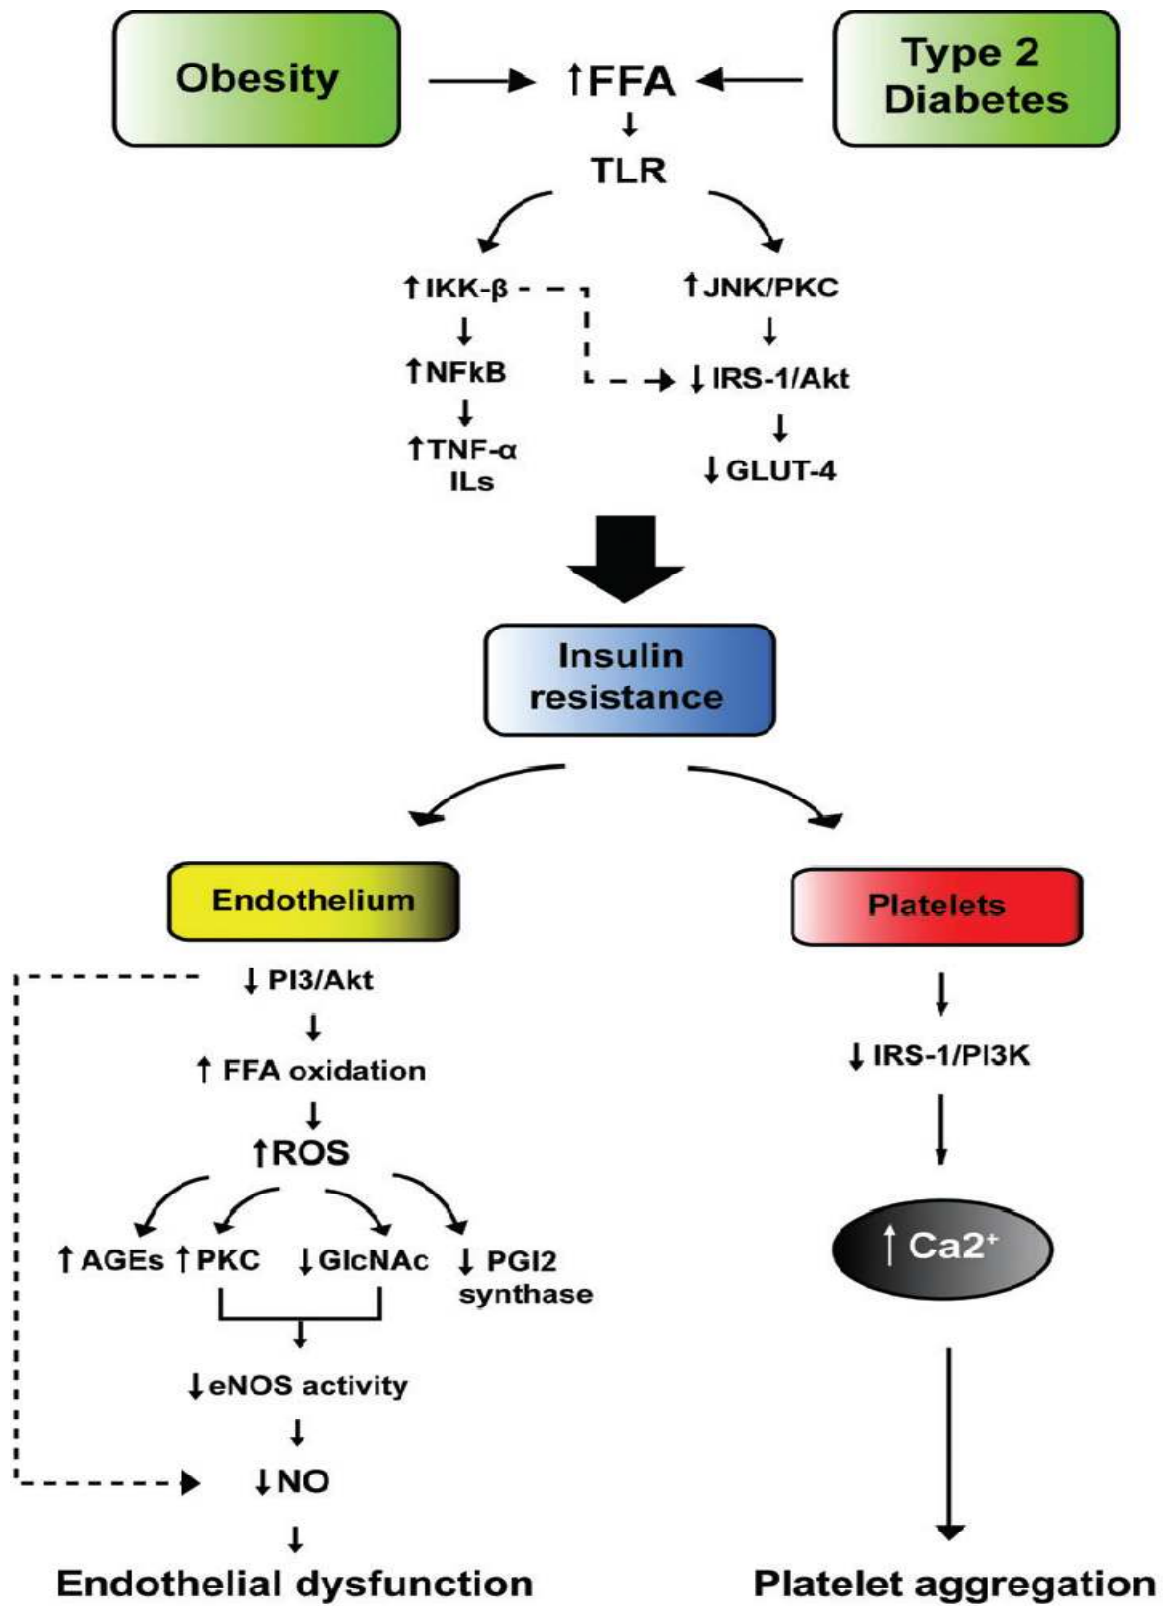 Obesity
↑FFA
Type 2
Diabetes
TLR
↑IKK-β
↑JNK/PKC
↑NFkB
↓IRS-1/Akt
↑TNF-α
ILs
↓GLUT-4
Insulin
resistance
Endothelium
Platelets
↓ PI3/Akt
↑ FFA oxidation
↓ IRS-1/PI3K
↑ROS
↑ Ca2⁺
↑AGEs
↑PKC
↓GlcNAc
↓ PGI2
synthase
↓eNOS activity
↓NO
Endothelial dysfunction
Platelet aggregation